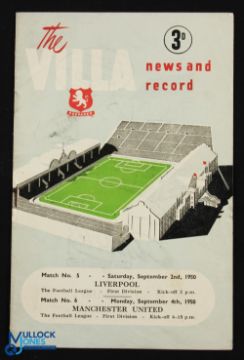 The
3D
VILLA
news and
record
PREPARED
Match No. 5 - - Saturday, September 2nd, 1950
LIVERPOOL
The Football League - First Division - Kick-off 3 p.m.
Match No. 6 - - Monday, September 4th, 1950
MANCHESTER UNITED
The Football League - First Division - Kick-off 6-15 p.m.
MULLOCK
JONES